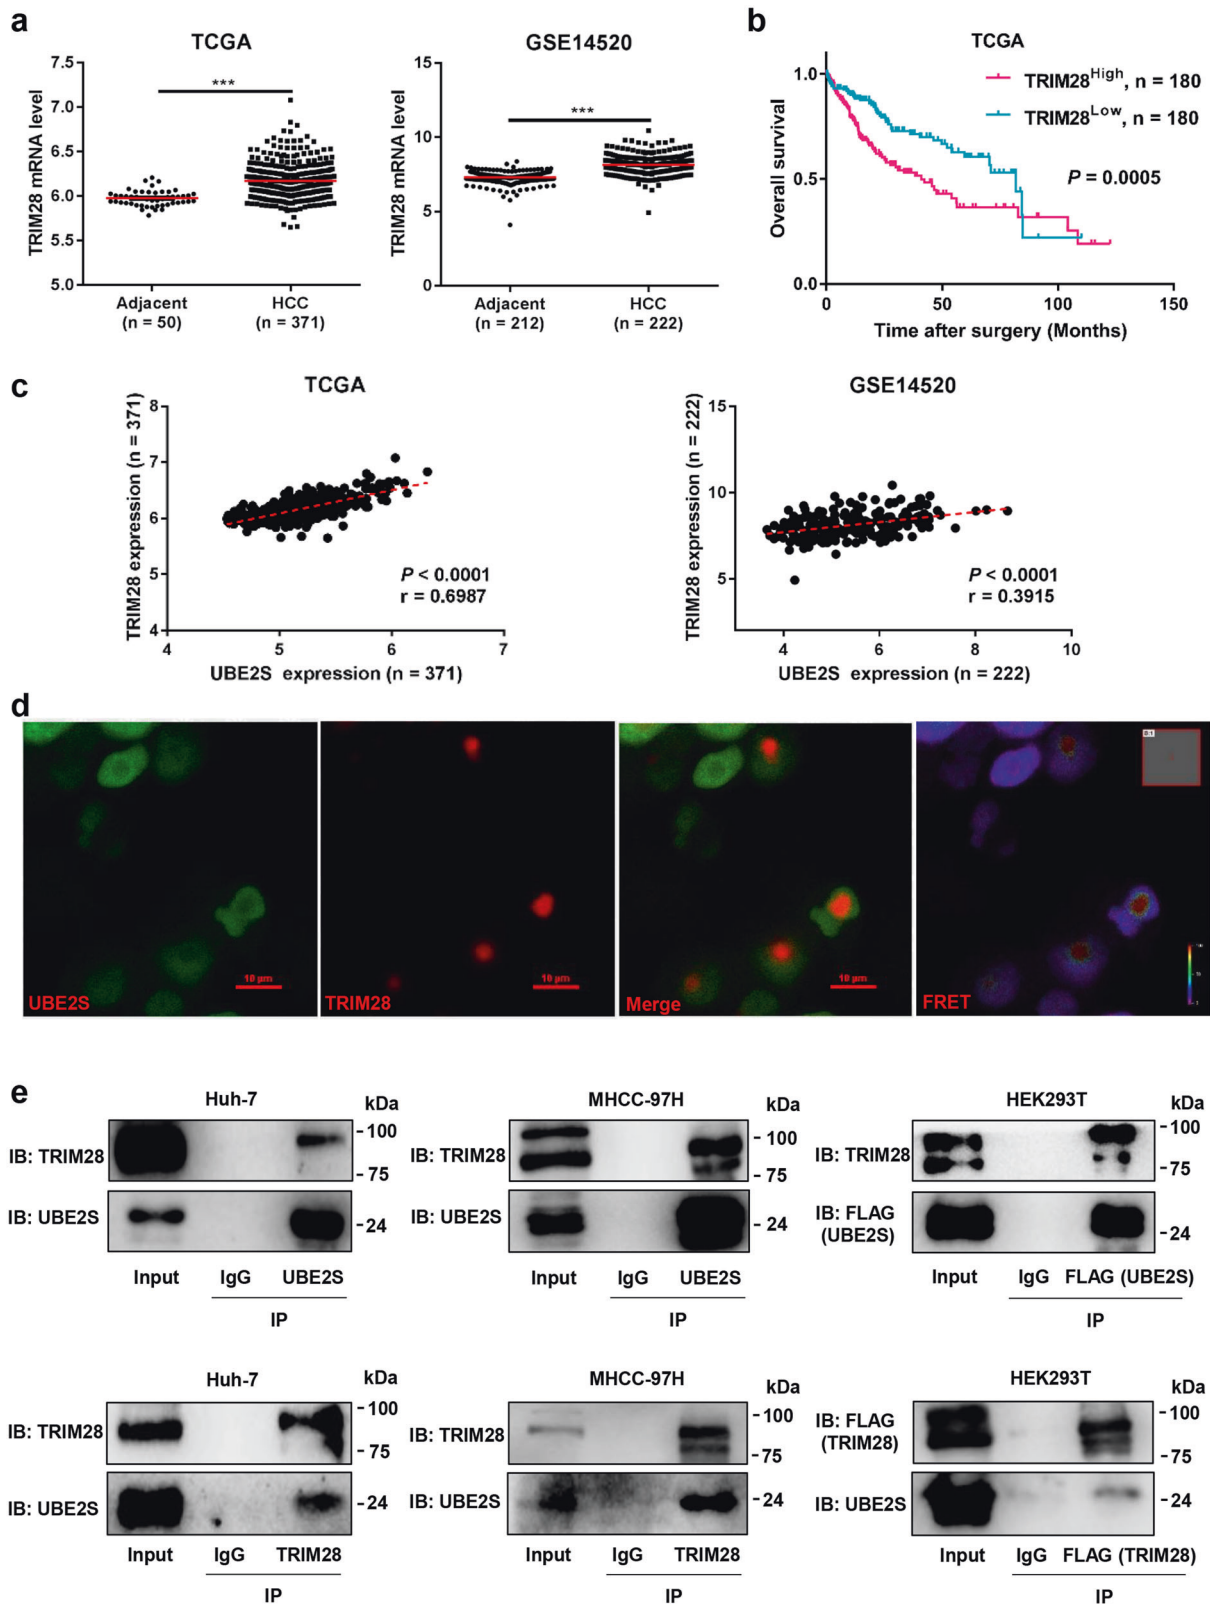 a
TCGA
TRIM28 mRNA level
7.5
7.0
6.5
6.0
5.5
5.0
***
Adjacent
(n = 50)
HCC
(n = 371)
GSE14520
TRIM28 mRNA level
15
10
5
0
***
Adjacent
(n = 212)
HCC
(n = 222)
b
TCGA
Overall survival
1.0
0.5
0.0
TRIM28High, n = 180
TRIM28Low, n = 180
P = 0.0005
0 50 100 150
Time after surgery (Months)
c
TCGA
TRIM28 expression (n = 371)
8
7
6
5
4
P < 0.0001
r = 0.6987
4 5 6 7
UBE2S expression (n = 371)
GSE14520
TRIM28 expression (n = 222)
15
10
5
P < 0.0001
r = 0.3915
4 6 8 10
UBE2S expression (n = 222)
d
10 μm
UBE2S
10 μm
TRIM28
10 μm
Merge
FRET
e
Huh-7
kDa
IB: TRIM28
- 100
- 75
IB: UBE2S
- 24
Input IgG UBE2S
IP
MHCC-97H
kDa
IB: TRIM28
- 100
- 75
IB: UBE2S
- 24
Input IgG UBE2S
IP
HEK293T
kDa
IB: TRIM28
- 100
- 75
IB: FLAG
(UBE2S)
- 24
Input IgG FLAG (UBE2S)
IP
Huh-7
kDa
IB: TRIM28
- 100
- 75
IB: UBE2S
- 24
Input IgG TRIM28
IP
MHCC-97H
kDa
IB: TRIM28
- 100
- 75
IB: UBE2S
- 24
Input IgG TRIM28
IP
HEK293T
kDa
IB: FLAG
(TRIM28)
- 100
- 75
IB: UBE2S
- 24
Input IgG FLAG (TRIM28)
IP